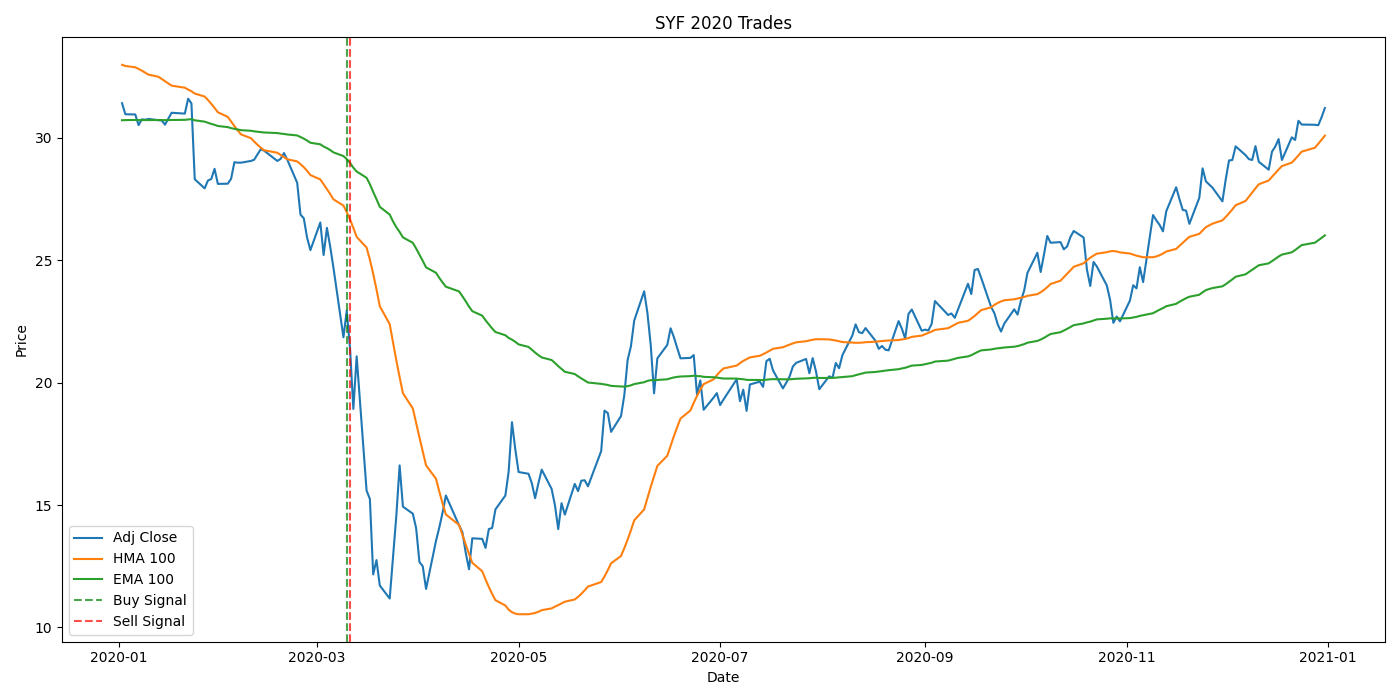 SYF 2020 Trades
Price
30
25
20
15
10
Adj Close
HMA 100
EMA 100
Buy Signal
Sell Signal
2020-01
2020-03
2020-05
2020-07
2020-09
2020-11
2021-01
Date